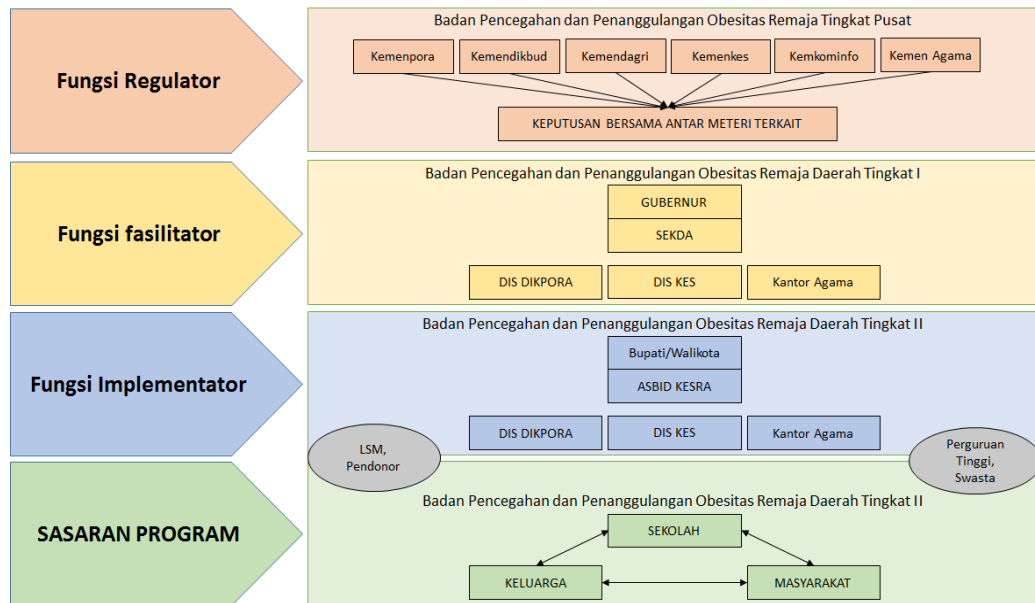 Fungsi Regulator
Badan Pencegahan dan Penanggulangan Obesitas Remaja Tingkat Pusat
Kemenpora
Kemendikbud
Kemendagri
Kemenkes
Kemkominfo
Kemen Agama
KEPUTUSAN BERSAMA ANTAR METERI TERKAIT
Fungsi fasilitator
Badan Pencegahan dan Penanggulangan Obesitas Remaja Daerah Tingkat I
GUBERNUR
SEKDA
DIS DIKPORA
DIS KES
Kantor Agama
Fungsi Implementator
Badan Pencegahan dan Penanggulangan Obesitas Remaja Daerah Tingkat II
Bupati/Walikota
ASBID KESRA
DIS DIKPORA
DIS KES
Kantor Agama
LSM,
Pendonor
Perguruan
Tinggi,
Swasta
SASARAN PROGRAM
Badan Pencegahan dan Penanggulangan Obesitas Remaja Daerah Tingkat II
SEKOLAH
KELUARGA
MASYARAKAT